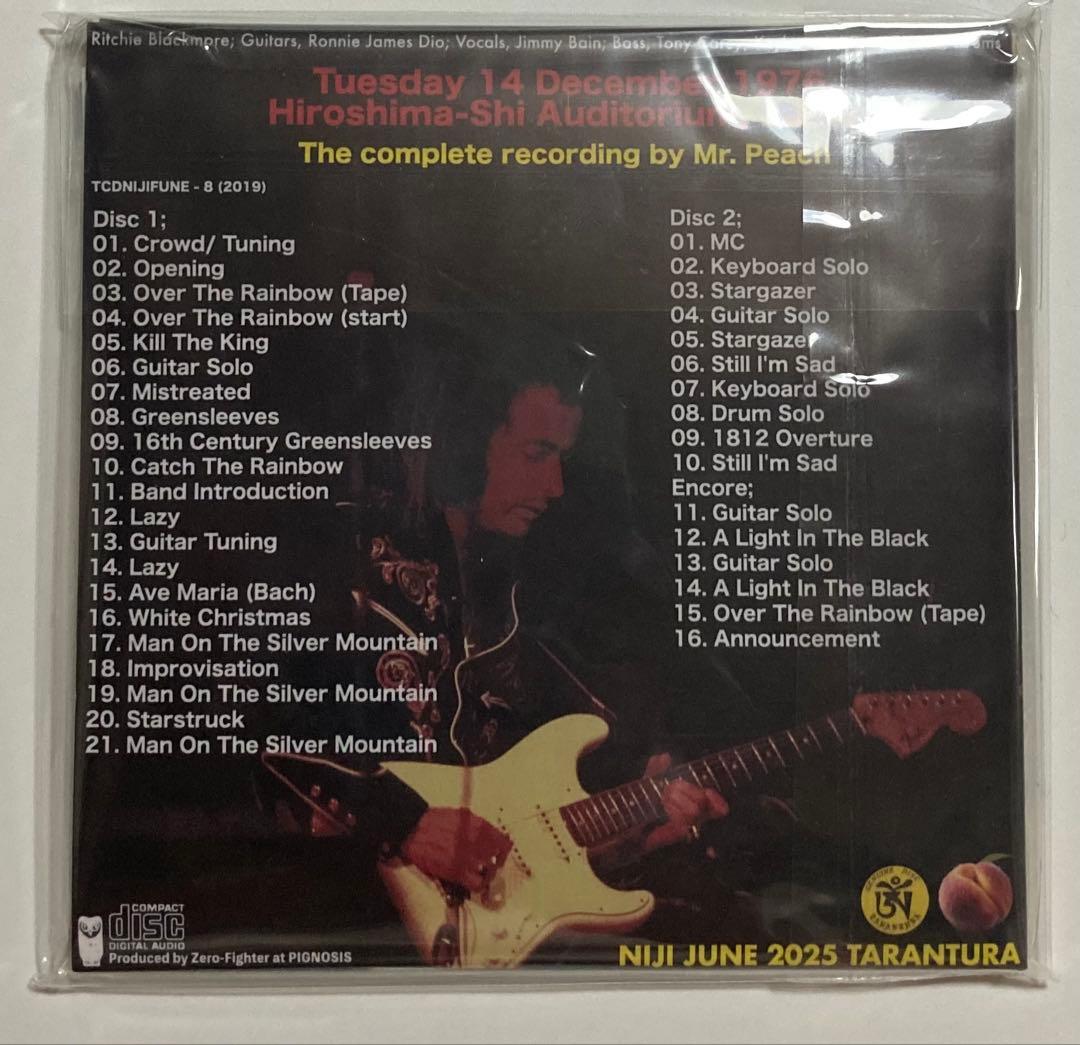 Ritchie Blackmore; Guitars, Ronnie James Dio; Vocals, Jimmy Bain; Bass, Tony
Tuesday 14 December 1976
Hiroshima-Shi Auditorium
The complete recording by Mr. Peach
TCDNIJIFUNE - 8 (2019)
Disc 1;
01. Crowd/ Tuning
02. Opening
03. Over The Rainbow (Tape)
04. Over The Rainbow (start)
05. Kill The King
06. Guitar Solo
07. Mistreated
08. Greensleeves
09. 16th Century Greensleeves
10. Catch The Rainbow
11. Band Introduction
12. Lazy
13. Guitar Tuning
14. Lazy
15. Ave Maria (Bach)
16. White Christmas
17. Man On The Silver Mountain
18. Improvisation
19. Man On The Silver Mountain
20. Starstruck
21. Man On The Silver Mountain
Disc 2;
01. MC
02. Keyboard Solo
03. Stargazer
04. Guitar Solo
05. Stargazer
06. Still I'm Sad
07. Keyboard Solo
08. Drum Solo
09. 1812 Overture
10. Still I'm Sad
Encore;
11. Guitar Solo
12. A Light In The Black
13. Guitar Solo
14. A Light In The Black
15. Over The Rainbow (Tape)
16. Announcement
GENUINE DISC
TARANTURA
COMPACT
disc
DIGITAL AUDIO
Produced by Zero-Fighter at PIGNOSIS
NIJI JUNE 2025 TARANTURA